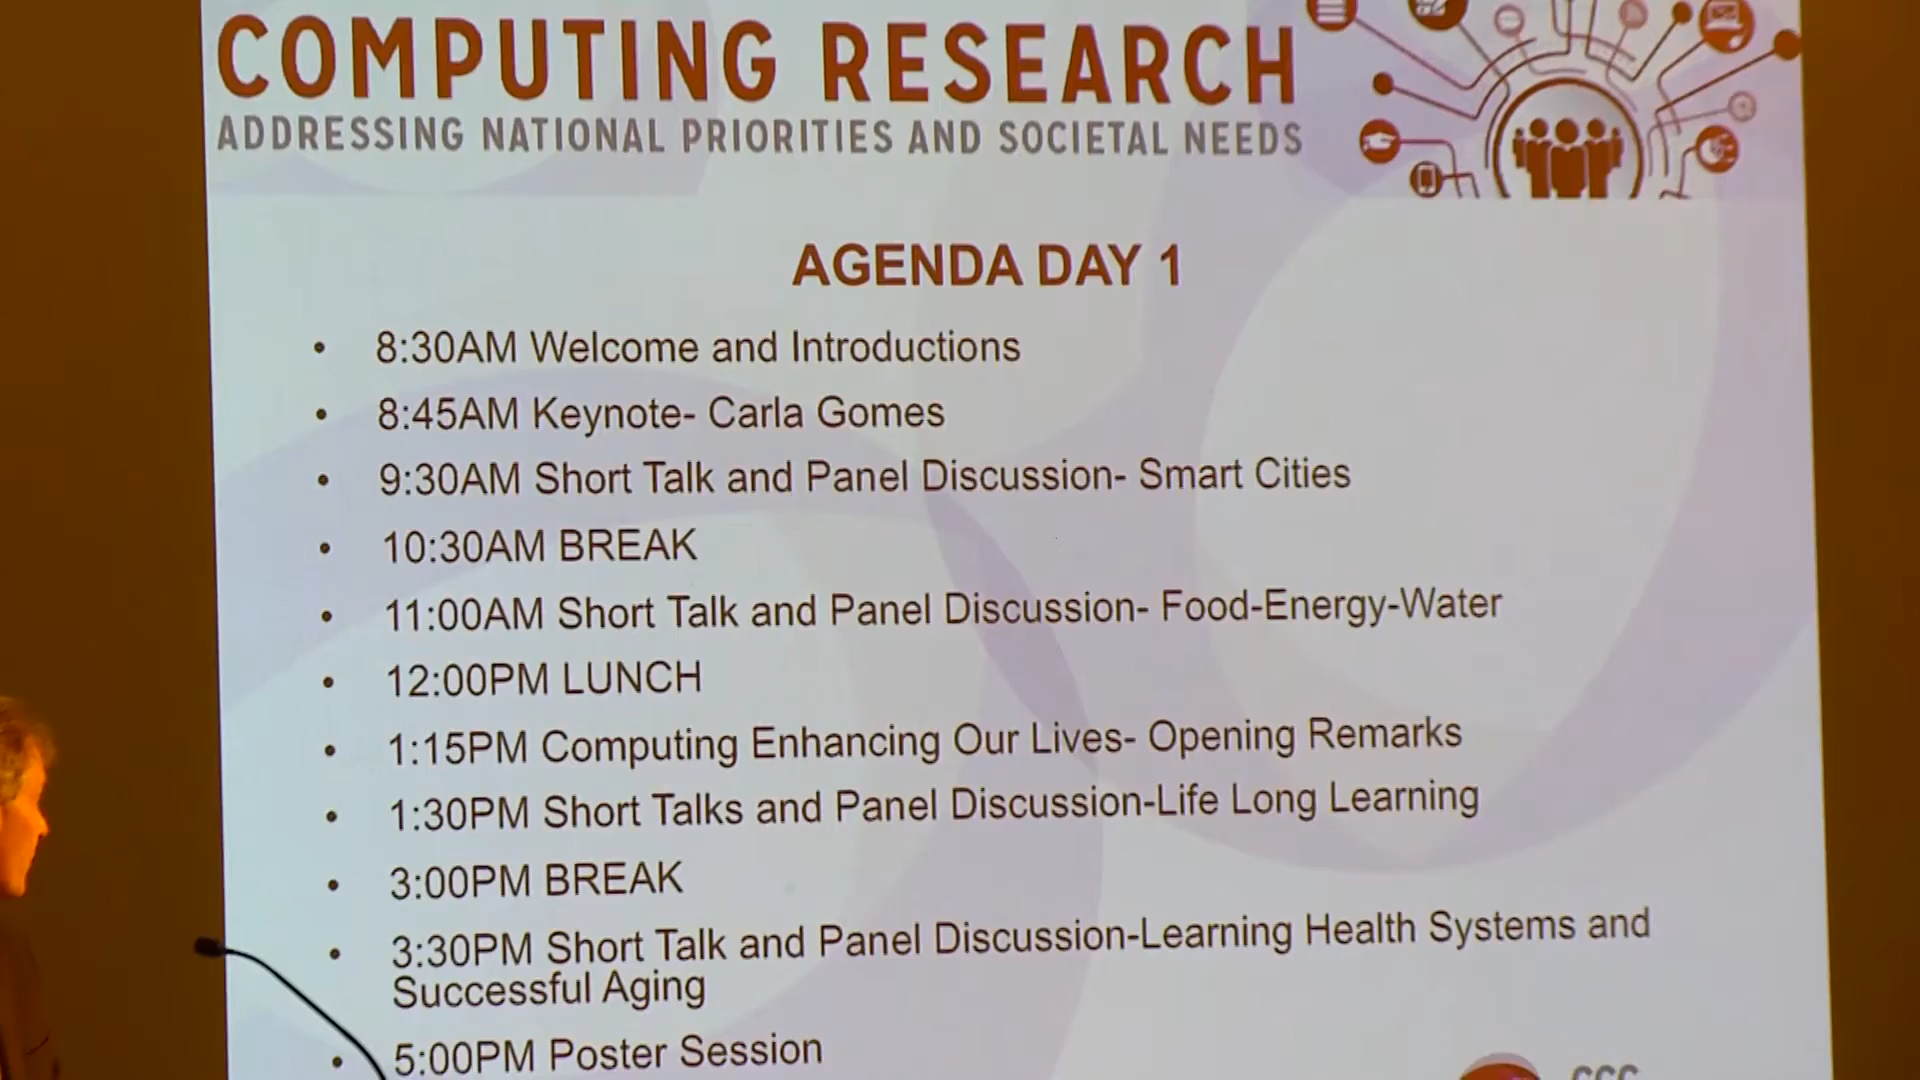 COMPUTING RESEARCH
ADDRESSING NATIONAL PRIORITIES AND SOCIETAL NEEDS
AGENDA DAY 1
• 8:30AM Welcome and Introductions
• 8:45AM Keynote- Carla Gomes
• 9:30AM Short Talk and Panel Discussion- Smart Cities
• 10:30AM BREAK
• 11:00AM Short Talk and Panel Discussion- Food-Energy-Water
• 12:00PM LUNCH
• 1:15PM Computing Enhancing Our Lives- Opening Remarks
• 1:30PM Short Talks and Panel Discussion-Life Long Learning
• 3:00PM BREAK
• 3:30PM Short Talk and Panel Discussion-Learning Health Systems and
Successful Aging
• 5:00PM Poster Session
CCC